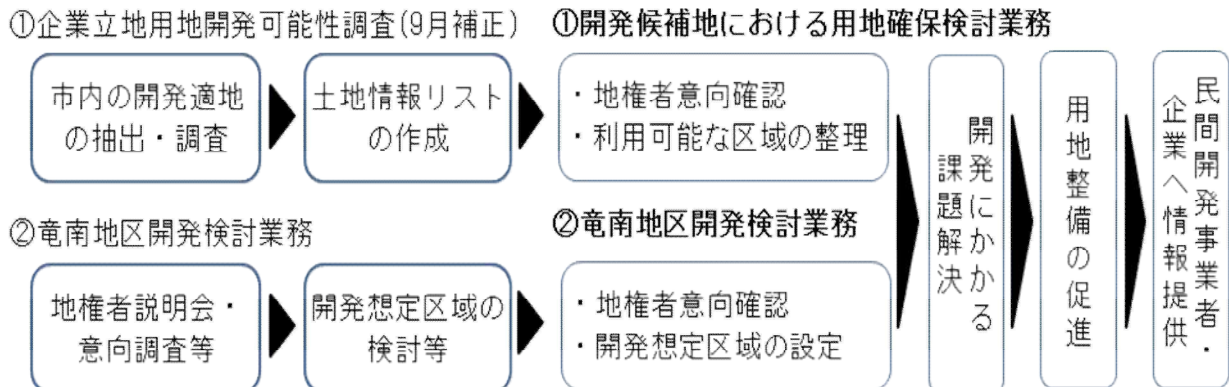 ①企業立地用地開発可能性調査(9月補正)
市内の開発適地
の抽出・調査
土地情報リスト
の作成
①開発候補地における用地確保検討業務
・地権者意向確認
・利用可能な区域の整理
②竜南地区開発検討業務
地権者説明会・
意向調査等
開発想定区域の
検討等
②竜南地区開発検討業務
・地権者意向確認
・開発想定区域の設定
開発にかかる
課題解決
用地整備の促進
民間開発事業者・
企業へ情報提供